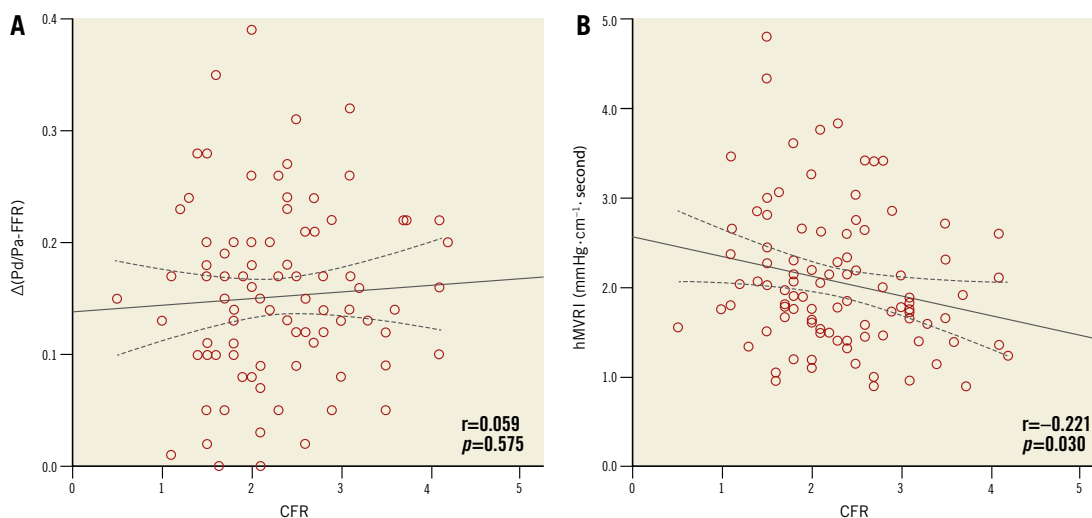 A
0.4
0.3
0.2
0.1
0.0
Δ(Pd/Pa-FFR)
0
1
2
3
4
5
CFR
r=0.059
p=0.575
B
5.0
4.0
3.0
2.0
1.0
0.0
hMVRI (mmHg·cm⁻¹·second)
0
1
2
3
4
5
CFR
r=−0.221
p=0.030